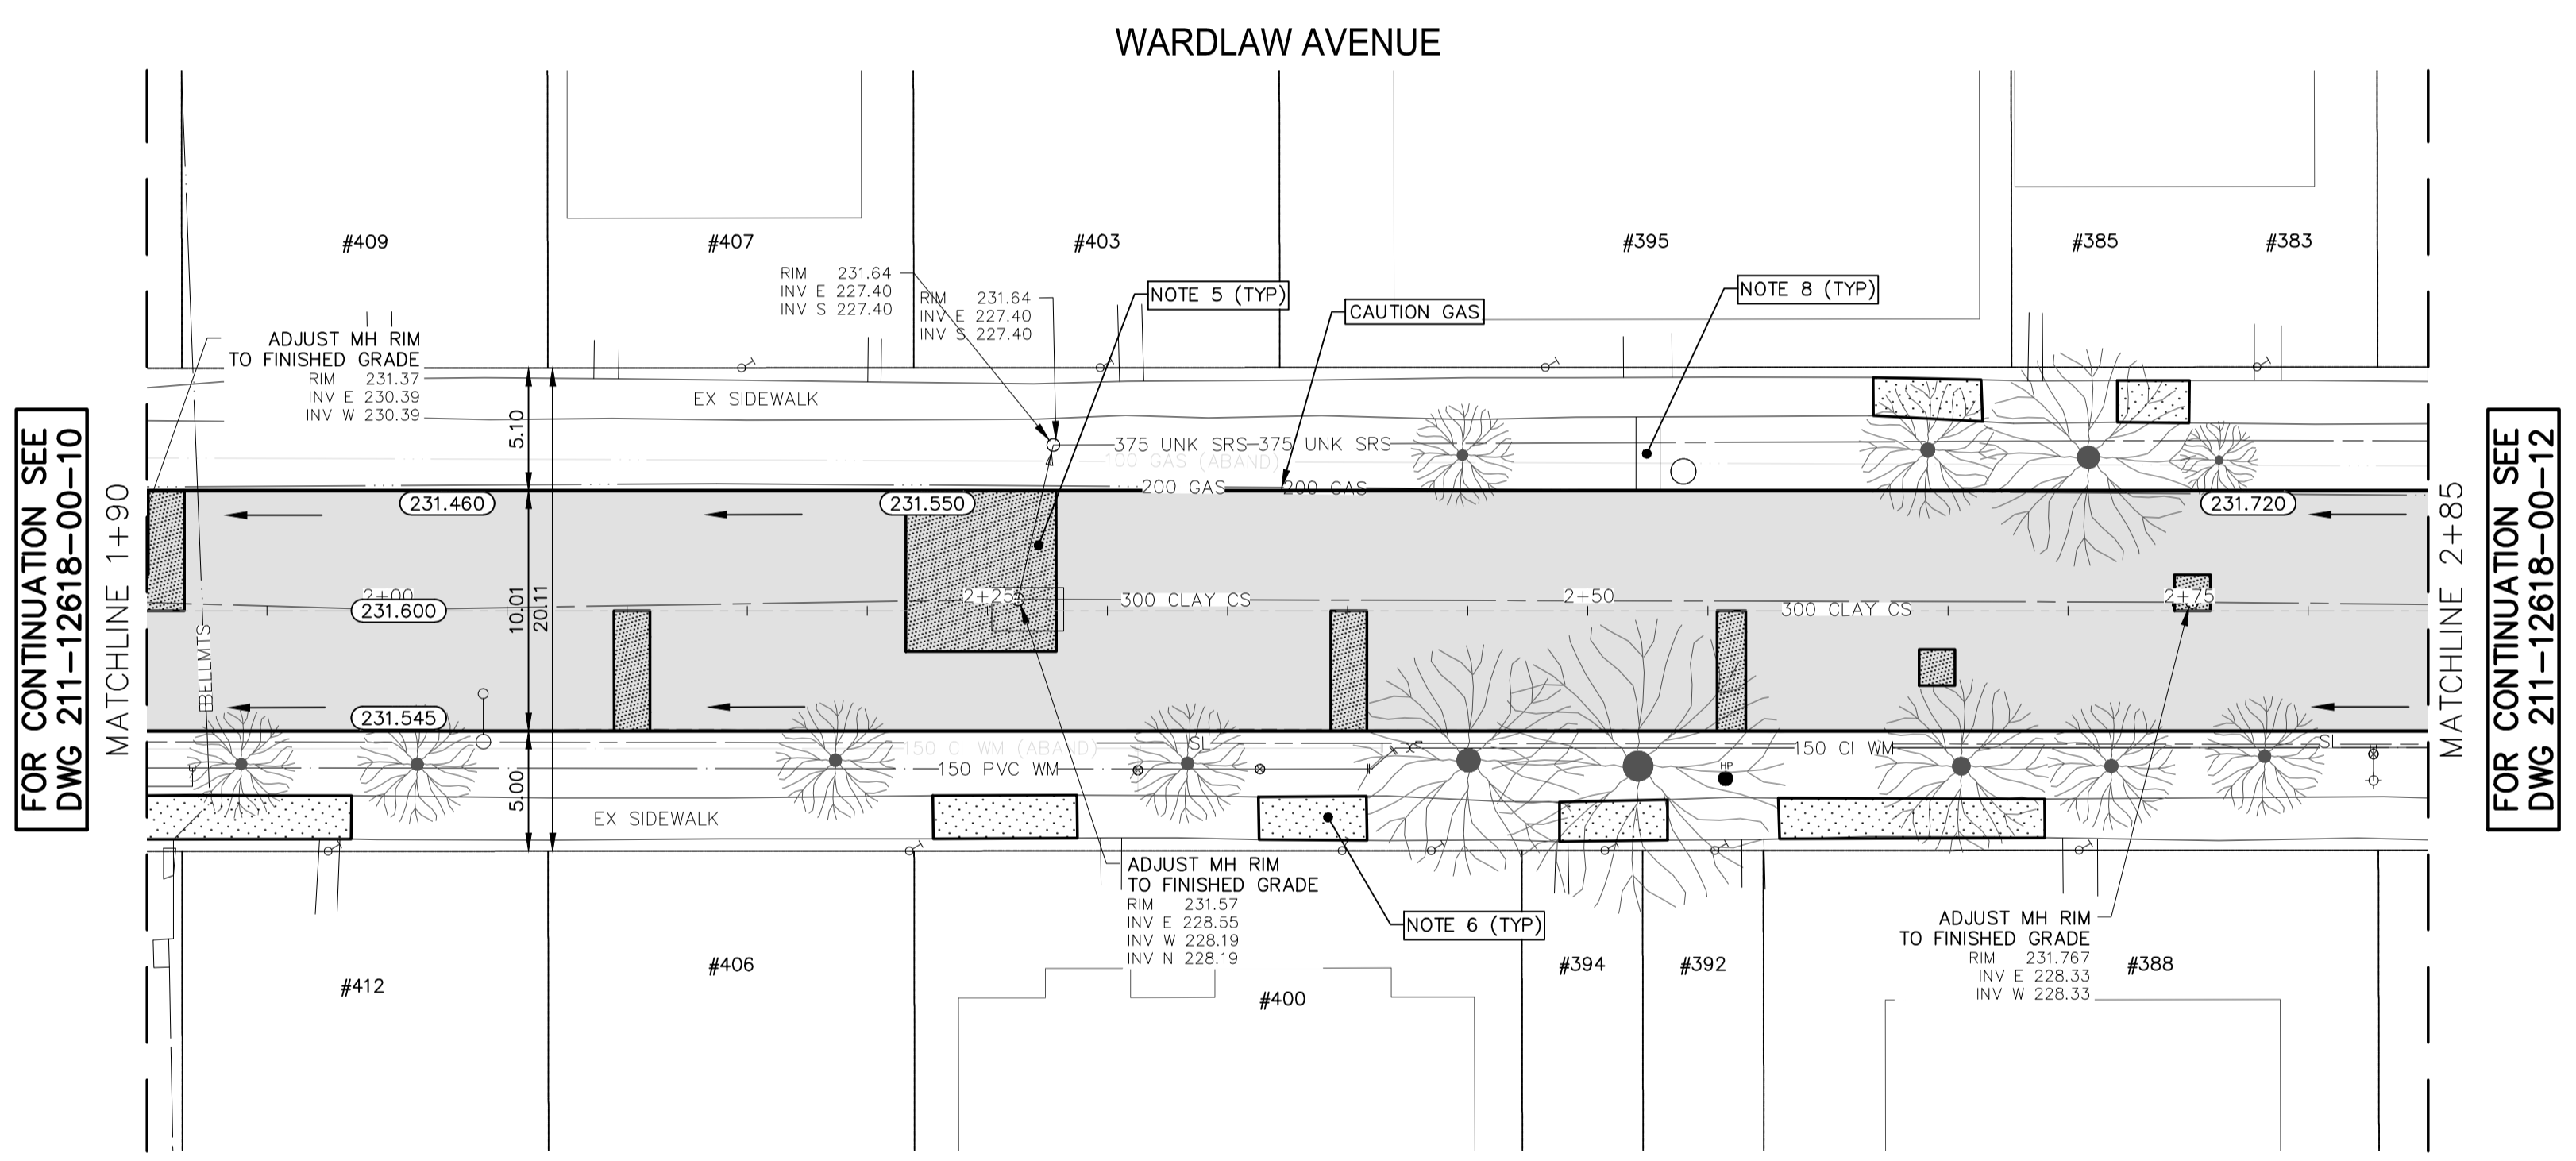 WARDLAW AVENUE
FOR CONTINUATION SEE
DWG 211-12618-00-10
MATCHLINE 1+90
#409
#407
#403
#395
#385
#383
RIM 231.64
INV E 227.40
INV S 227.40
RIM 231.64
INV E 227.40
INV S 227.40
NOTE 5 (TYP)
CAUTION GAS
NOTE 8 (TYP)
ADJUST MH RIM
TO FINISHED GRADE
RIM 231.37
INV E 230.39
INV W 230.39
EX SIDEWALK
5.10
375 UNK SRS
375 UNK SRS
100 GAS (ABAND)
200 GAS
200 GAS
231.460
231.550
231.720
2+00
231.600
10.01
20.11
2+25
300 CLAY CS
2+50
300 CLAY CS
2+75
BELLMTS
231.545
150 CI WM (ABAND)
SL
150 CI WM
SL
150 PVC WM
HP
5.00
EX SIDEWALK
ADJUST MH RIM
TO FINISHED GRADE
RIM 231.57
INV E 228.55
INV W 228.19
INV N 228.19
NOTE 6 (TYP)
ADJUST MH RIM
TO FINISHED GRADE
RIM 231.767
INV E 228.33
INV W 228.33
#412
#406
#400
#394
#392
#388
MATCHLINE 2+85
FOR CONTINUATION SEE
DWG 211-12618-00-12